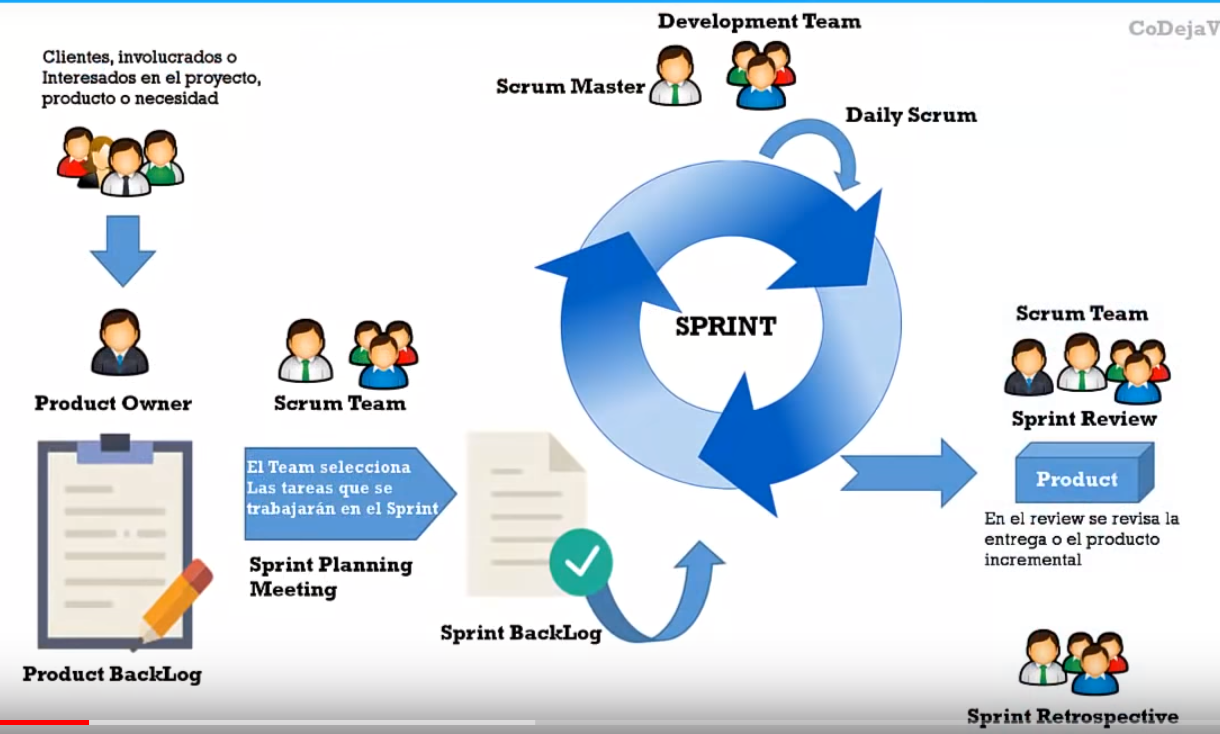 Development Team
CoDejaV
Clientes, involucrados o
Interesados en el proyecto,
producto o necesidad
Scrum Master
Daily Scrum
SPRINT
Product Owner
Scrum Team
Scrum Team
Sprint Review
El Team selecciona
Las tareas que se
trabajarán en el Sprint
Product
Sprint Planning
Meeting
En el review se revisa la
entrega o el producto
incremental
Sprint BackLog
Product BackLog
Sprint Retrospective